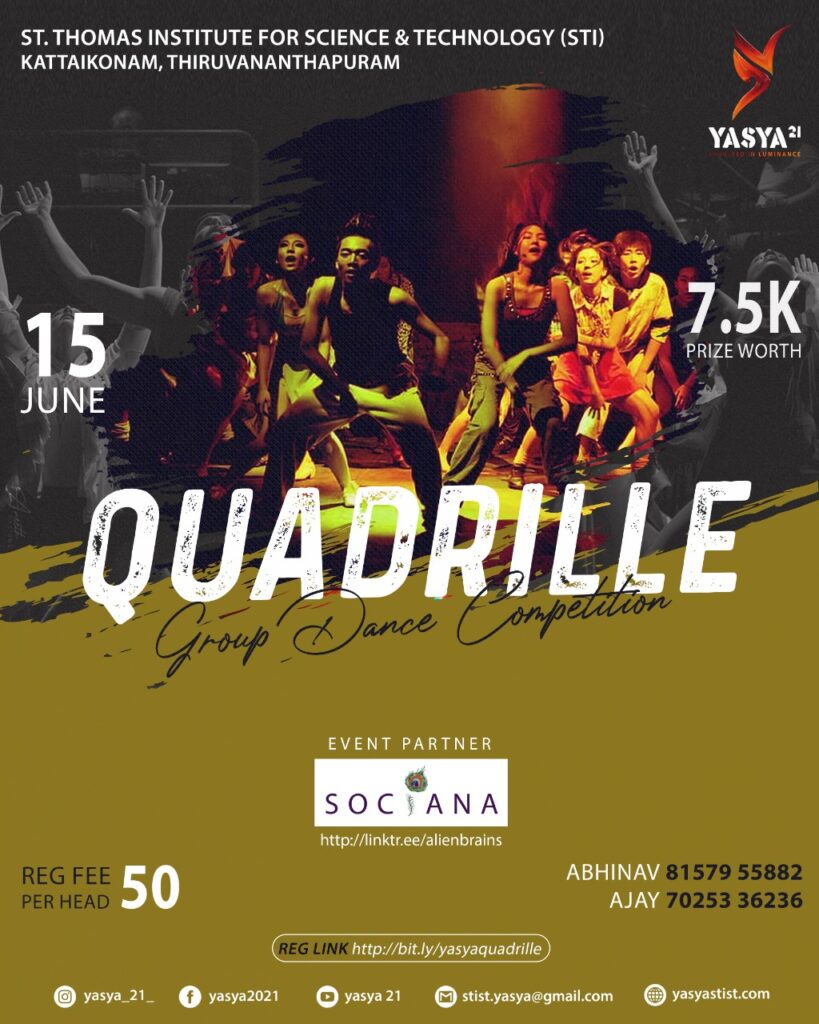 ST. THOMAS INSTITUTE FOR SCIENCE & TECHNOLOGY (STI)
KATTAIKONAM, THIRUVANANTHAPURAM
YASYA 21
IN LUMINANCE
15
JUNE
7.5K
PRIZE WORTH
QUADRILLE
Group Dance Competition
EVENT PARTNER
SOCIANA
http://linktr.ee/alienbrains
REG FEE
PER HEAD 50
ABHINAV 81579 55882
AJAY 70253 36236
REG LINK http://bit.ly/yasyaquadrille
yasya_21_
yasya2021
yasya 21
stist.yasya@gmail.com
yasyastist.com